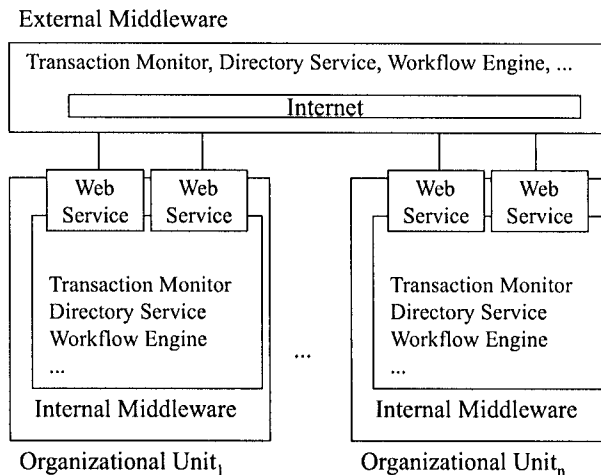 External Middleware
Transaction Monitor, Directory Service, Workflow Engine, ...
Internet
Web Service
Web Service
Web Service
Web Service
Transaction Monitor
Directory Service
Workflow Engine
...
Internal Middleware
Organizational Unit₁
...
Transaction Monitor
Directory Service
Workflow Engine
...
Internal Middleware
Organizational Unitₙ